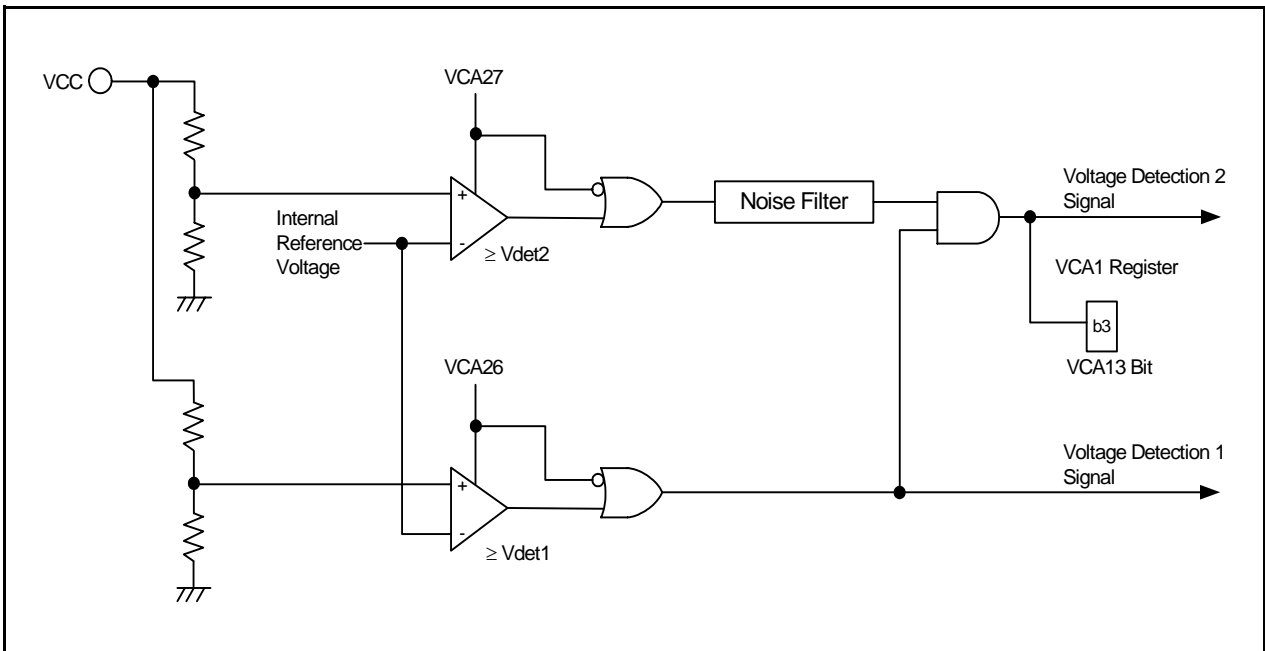 VCC
VCA27
+
-
≥ Vdet2
Internal
Reference
Voltage
Noise Filter
Voltage Detection 2
Signal
VCA1 Register
b3
VCA13 Bit
VCA26
+
-
≥ Vdet1
Voltage Detection 1
Signal